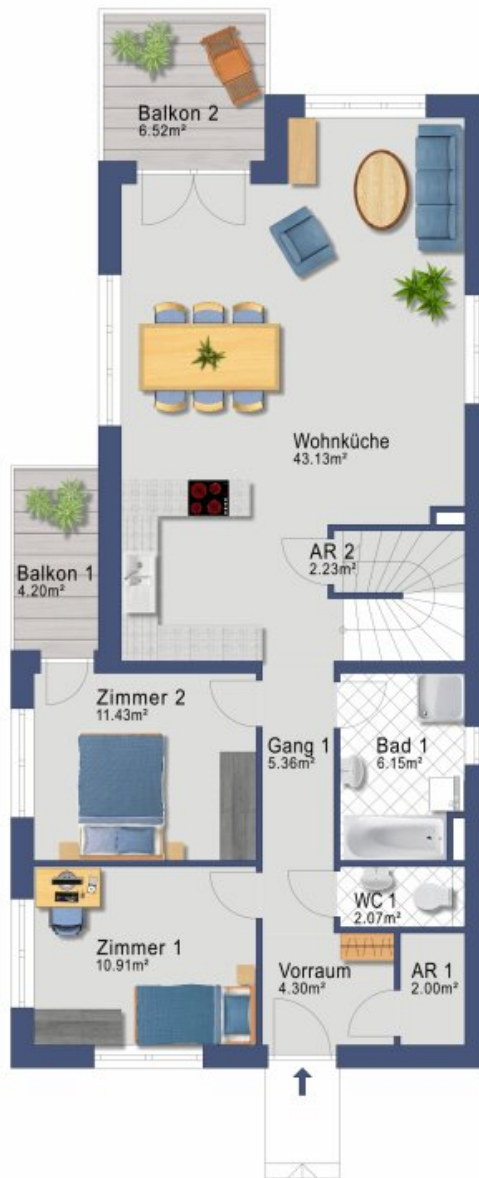 Balkon 2
6.52m²
Wohnküche
43.13m²
AR 2
2.23m²
Balkon 1
4.20m²
Zimmer 2
11.43m²
Gang 1
5.36m²
Bad 1
6.15m²
WC 1
2.07m²
Zimmer 1
10.91m²
Vorraum
4.30m²
AR 1
2.00m²